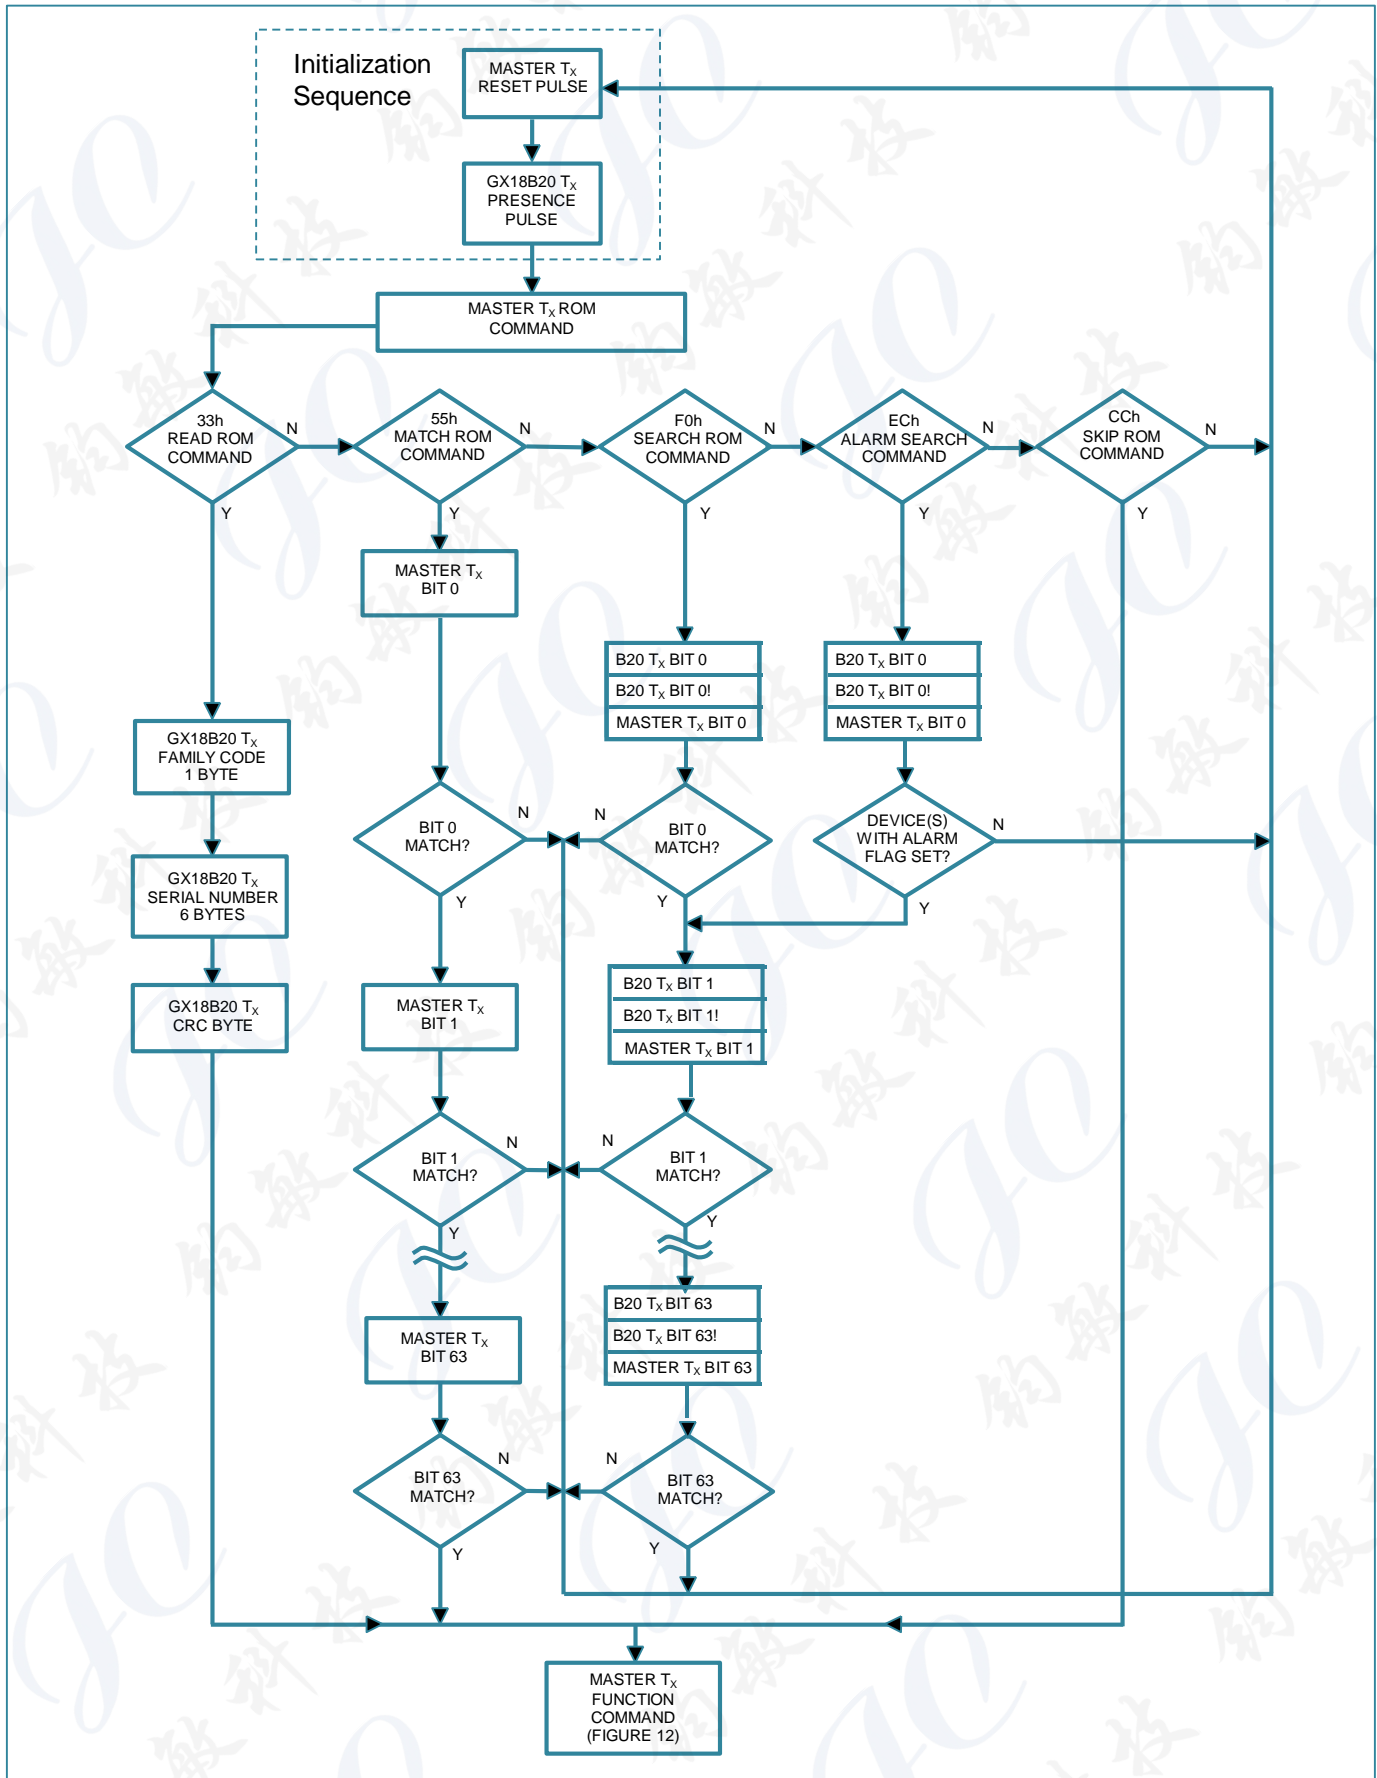 Initialization
Sequence
MASTER TX
RESET PULSE
GX18B20 TX
PRESENCE
PULSE
MASTER TX ROM
COMMAND
33h
READ ROM
COMMAND
N
Y
55h
MATCH ROM
COMMAND
N
Y
F0h
SEARCH ROM
COMMAND
N
Y
ECh
ALARM SEARCH
COMMAND
N
Y
CCh
SKIP ROM
COMMAND
N
Y
MASTER TX
BIT 0
B20 TX BIT 0
B20 TX BIT 0!
MASTER TX BIT 0
B20 TX BIT 0
B20 TX BIT 0!
MASTER TX BIT 0
GX18B20 TX
FAMILY CODE
1 BYTE
BIT 0
MATCH?
N
Y
BIT 0
MATCH?
N
Y
DEVICE(S)
WITH ALARM
FLAG SET?
N
Y
GX18B20 TX
SERIAL NUMBER
6 BYTES
GX18B20 TX
CRC BYTE
MASTER TX
BIT 1
B20 TX BIT 1
B20 TX BIT 1!
MASTER TX BIT 1
BIT 1
MATCH?
N
Y
BIT 1
MATCH?
N
Y
MASTER TX
BIT 63
B20 TX BIT 63
B20 TX BIT 63!
MASTER TX BIT 63
BIT 63
MATCH?
N
Y
BIT 63
MATCH?
N
Y
MASTER TX
FUNCTION
COMMAND
(FIGURE 12)